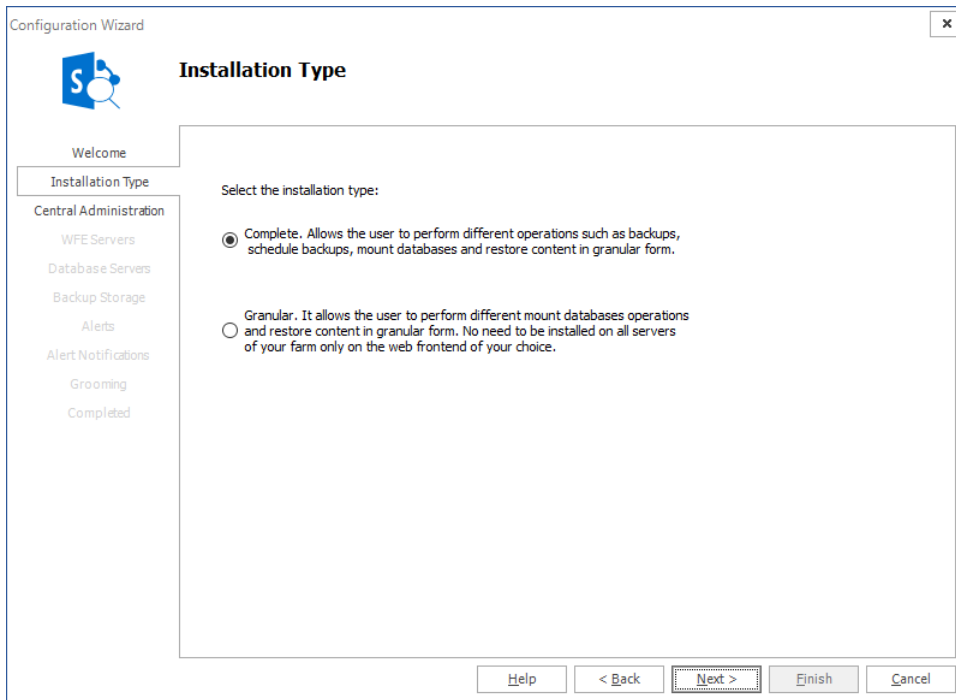 Configuration Wizard
S
Installation Type
Welcome
Installation Type
Central Administration
WFE Servers
Database Servers
Backup Storage
Alerts
Alert Notifications
Grooming
Completed
Select the installation type:
Complete. Allows the user to perform different operations such as backups,
schedule backups, mount databases and restore content in granular form.
Granular. It allows the user to perform different mount databases operations
and restore content in granular form. No need to be installed on all servers
of your farm only on the web frontend of your choice.
Help
< Back
Next >
Finish
Cancel